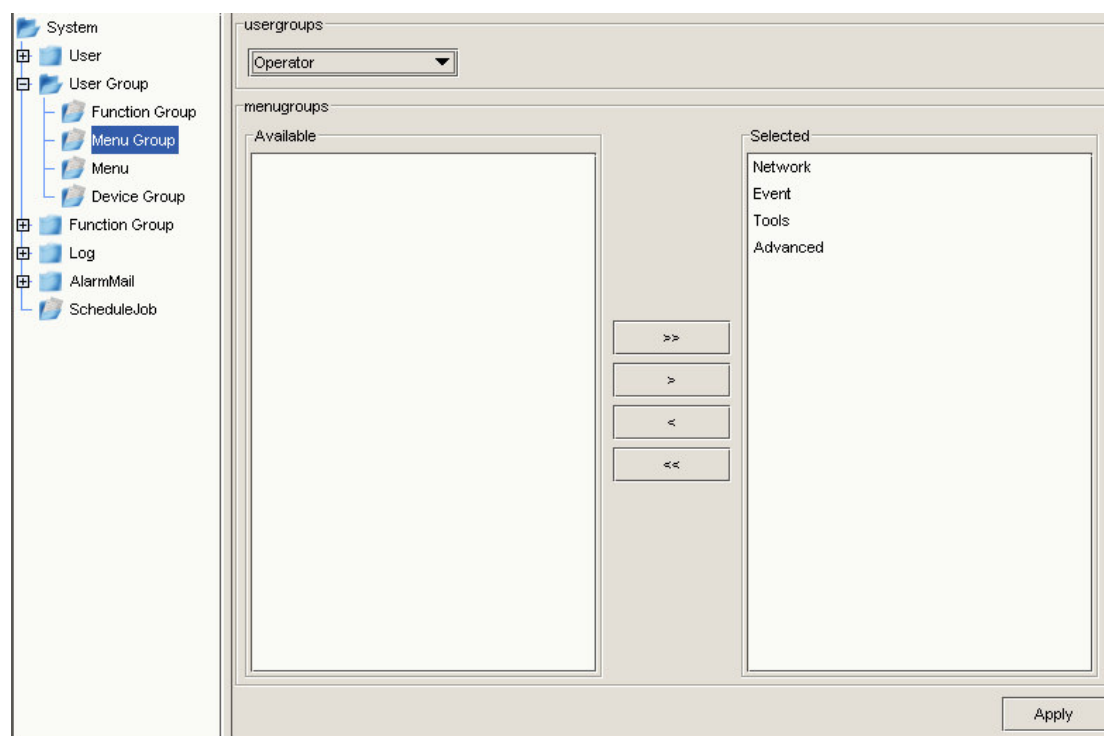 System
User
User Group
Function Group
Menu Group
Menu
Device Group
Function Group
Log
AlarmMail
ScheduleJob
usergroups
Operator
menugroups
Available
>>
>
<
<<
Selected
Network
Event
Tools
Advanced
Apply